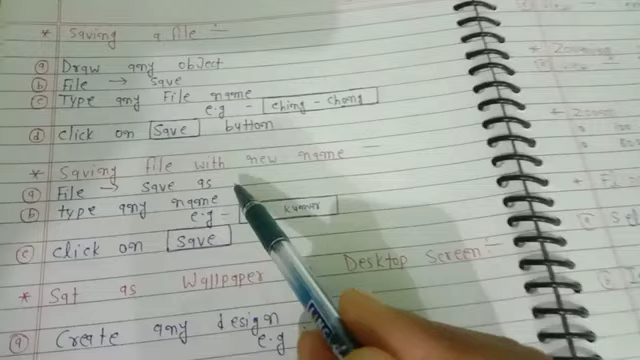 * Saving a file :-
(a) Draw any object
(b) File → save
(c) Type any File name
e.g - ching - chong
(d) click on Save button
* Saving file with new name -
(a) File → save as
(b) type any name
e.g - kumar
(c) click on Save
* Sat as Wallpaper Desktop Screen :-
(a) Create any design
e.g